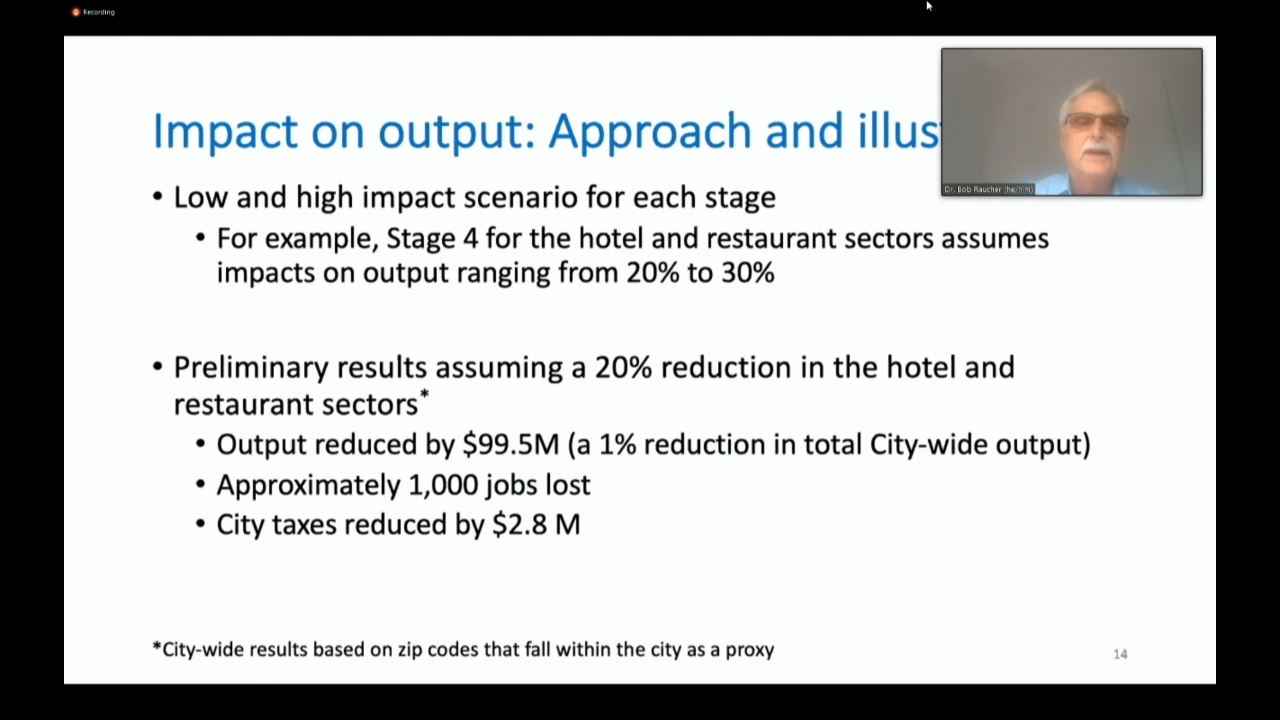 Recording
Impact on output: Approach and illus
Dr. Bob Raucher (he/him)
• Low and high impact scenario for each stage
• For example, Stage 4 for the hotel and restaurant sectors assumes
impacts on output ranging from 20% to 30%
• Preliminary results assuming a 20% reduction in the hotel and
restaurant sectors*
• Output reduced by $99.5M (a 1% reduction in total City-wide output)
• Approximately 1,000 jobs lost
• City taxes reduced by $2.8 M
*City-wide results based on zip codes that fall within the city as a proxy
14